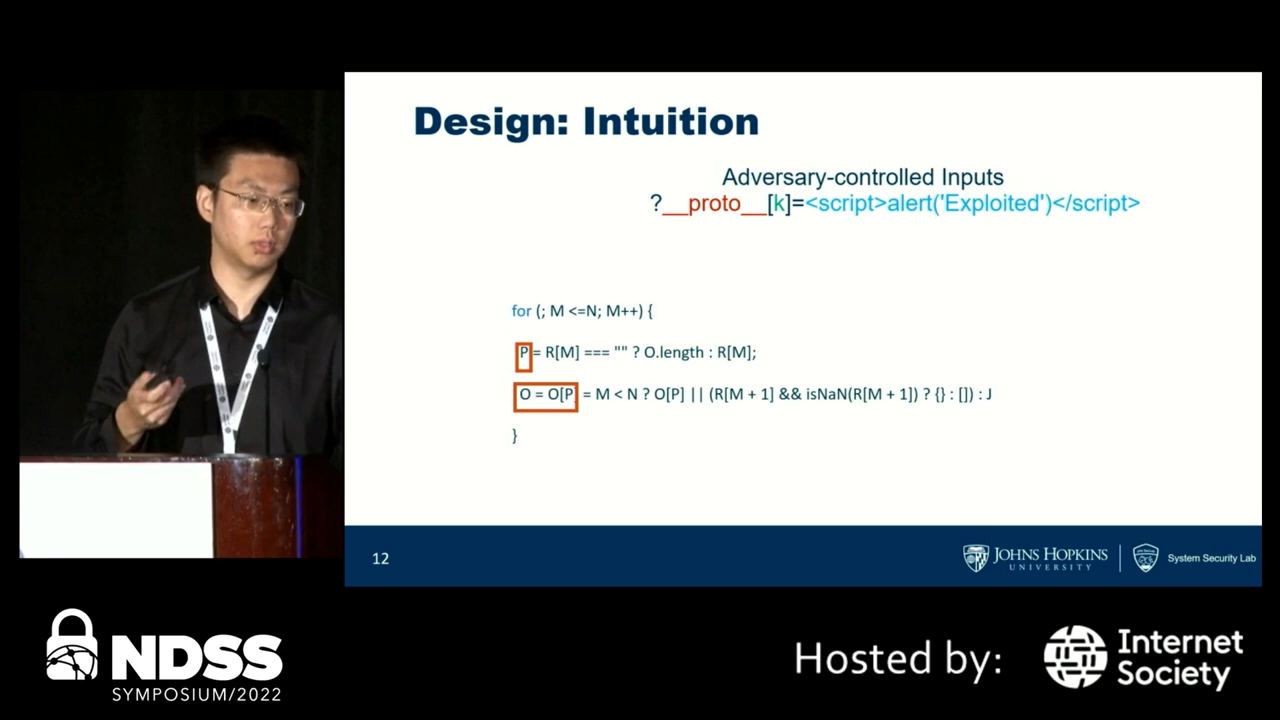 Design: Intuition
Adversary-controlled Inputs
?__proto__[k]=<script>alert('Exploited')</script>
for (; M <=N; M++) {
P = R[M] === "" ? O.length : R[M];
O = O[P] = M < N ? O[P] || (R[M + 1] && isNaN(R[M + 1]) ? {} : []) : J
}
12
JOHNS HOPKINS
UNIVERSITY
System Security Lab
NDSS
SYMPOSIUM/2022
Hosted by:
Internet
Society